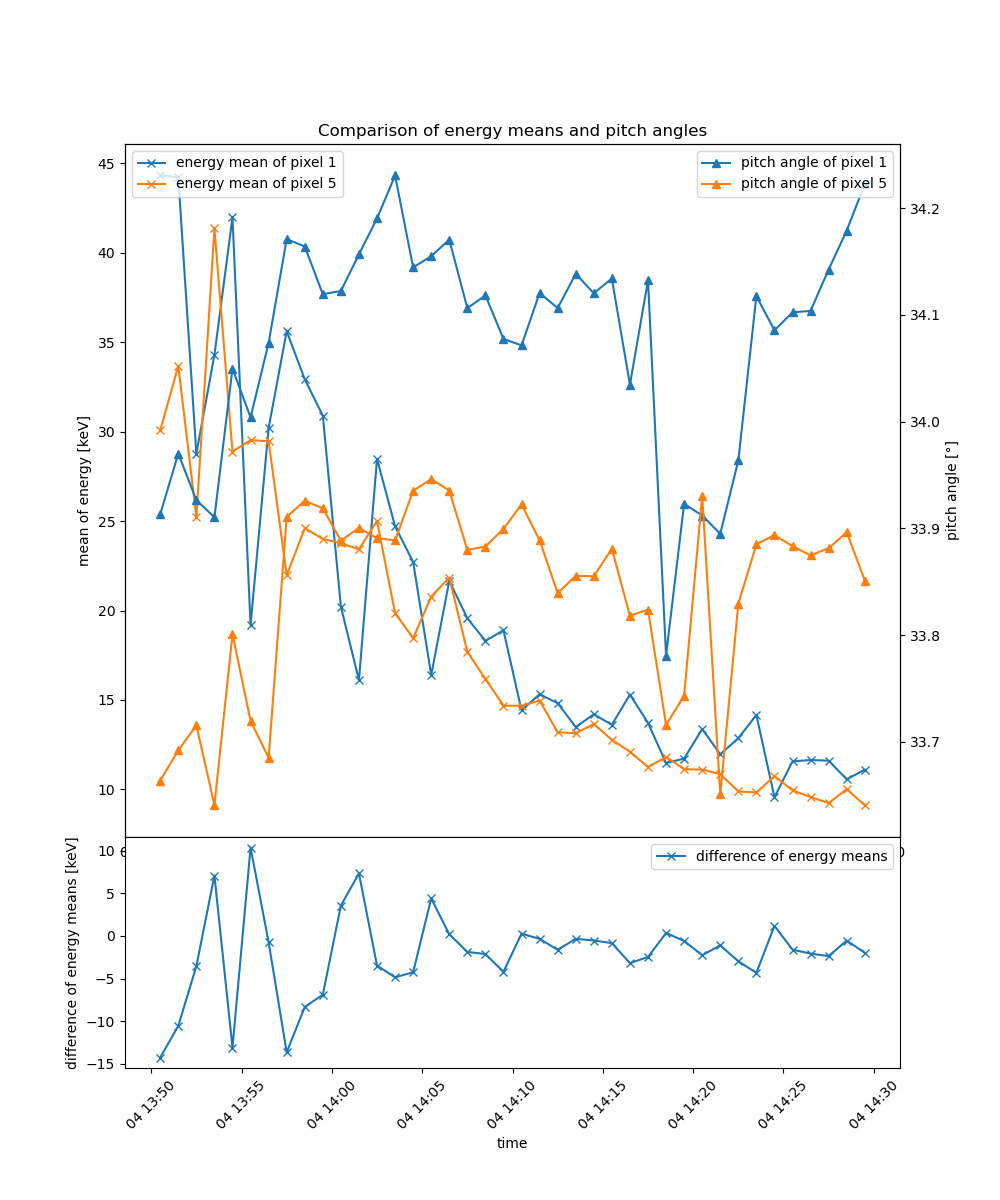 Comparison of energy means and pitch angles
energy mean of pixel 1
energy mean of pixel 5
pitch angle of pixel 1
pitch angle of pixel 5
mean of energy [keV]
45
40
35
30
25
20
15
10
pitch angle [°]
34.2
34.1
34.0
33.9
33.8
33.7
difference of energy means
difference of energy means [keV]
10
5
0
−5
−10
−15
04 13:50
04 13:55
04 14:00
04 14:05
04 14:10
04 14:15
04 14:20
04 14:25
04 14:30
time